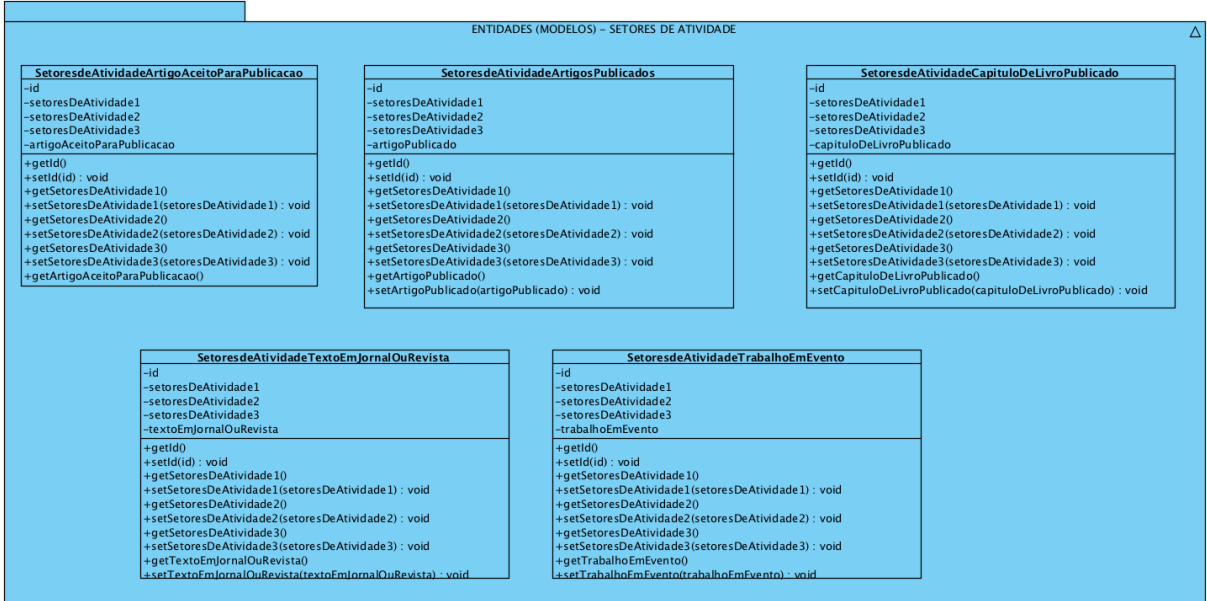 ENTIDADES (MODELOS) - SETORES DE ATIVIDADE
SetoresdeAtividadeArtigoAceitoParaPublicacao
-id
-setoresDeAtividade1
-setoresDeAtividade2
-setoresDeAtividade3
-artigoAceitoParaPublicacao
+getId()
+setId(id) : void
+getSetoresDeAtividade1()
+setSetoresDeAtividade1(setoresDeAtividade1) : void
+getSetoresDeAtividade2()
+setSetoresDeAtividade2(setoresDeAtividade2) : void
+getSetoresDeAtividade3()
+setSetoresDeAtividade3(setoresDeAtividade3) : void
+getArtigoAceitoParaPublicacao()
SetoresdeAtividadeArtigosPublicados
-id
-setoresDeAtividade1
-setoresDeAtividade2
-setoresDeAtividade3
-artigoPublicado
+getId()
+setId(id) : void
+getSetoresDeAtividade1()
+setSetoresDeAtividade1(setoresDeAtividade1) : void
+getSetoresDeAtividade2()
+setSetoresDeAtividade2(setoresDeAtividade2) : void
+getSetoresDeAtividade3()
+setSetoresDeAtividade3(setoresDeAtividade3) : void
+getArtigoPublicado()
+setArtigoPublicado(artigoPublicado) : void
SetoresdeAtividadeCapituloDeLivroPublicado
-id
-setoresDeAtividade1
-setoresDeAtividade2
-setoresDeAtividade3
-capituloDeLivroPublicado
+getId()
+setId(id) : void
+getSetoresDeAtividade1()
+setSetoresDeAtividade1(setoresDeAtividade1) : void
+getSetoresDeAtividade2()
+setSetoresDeAtividade2(setoresDeAtividade2) : void
+getSetoresDeAtividade3()
+setSetoresDeAtividade3(setoresDeAtividade3) : void
+getCapituloDeLivroPublicado()
+setCapituloDeLivroPublicado(capituloDeLivroPublicado) : void
SetoresdeAtividadeTextoEmJornalOuRevista
-id
-setoresDeAtividade1
-setoresDeAtividade2
-setoresDeAtividade3
-textoEmJornalOuRevista
+getId()
+setId(id) : void
+getSetoresDeAtividade1()
+setSetoresDeAtividade1(setoresDeAtividade1) : void
+getSetoresDeAtividade2()
+setSetoresDeAtividade2(setoresDeAtividade2) : void
+getSetoresDeAtividade3()
+setSetoresDeAtividade3(setoresDeAtividade3) : void
+getTextoEmJornalOuRevista()
+setTextoEmJornalOuRevista(textoEmJornalOuRevista) : void
SetoresdeAtividadeTrabalhoEmEvento
-id
-setoresDeAtividade1
-setoresDeAtividade2
-setoresDeAtividade3
-trabalhoEmEvento
+getId()
+setId(id) : void
+getSetoresDeAtividade1()
+setSetoresDeAtividade1(setoresDeAtividade1) : void
+getSetoresDeAtividade2()
+setSetoresDeAtividade2(setoresDeAtividade2) : void
+getSetoresDeAtividade3()
+setSetoresDeAtividade3(setoresDeAtividade3) : void
+getTrabalhoEmEvento()
+setTrabalhoEmEvento(trabalhoEmEvento) : void